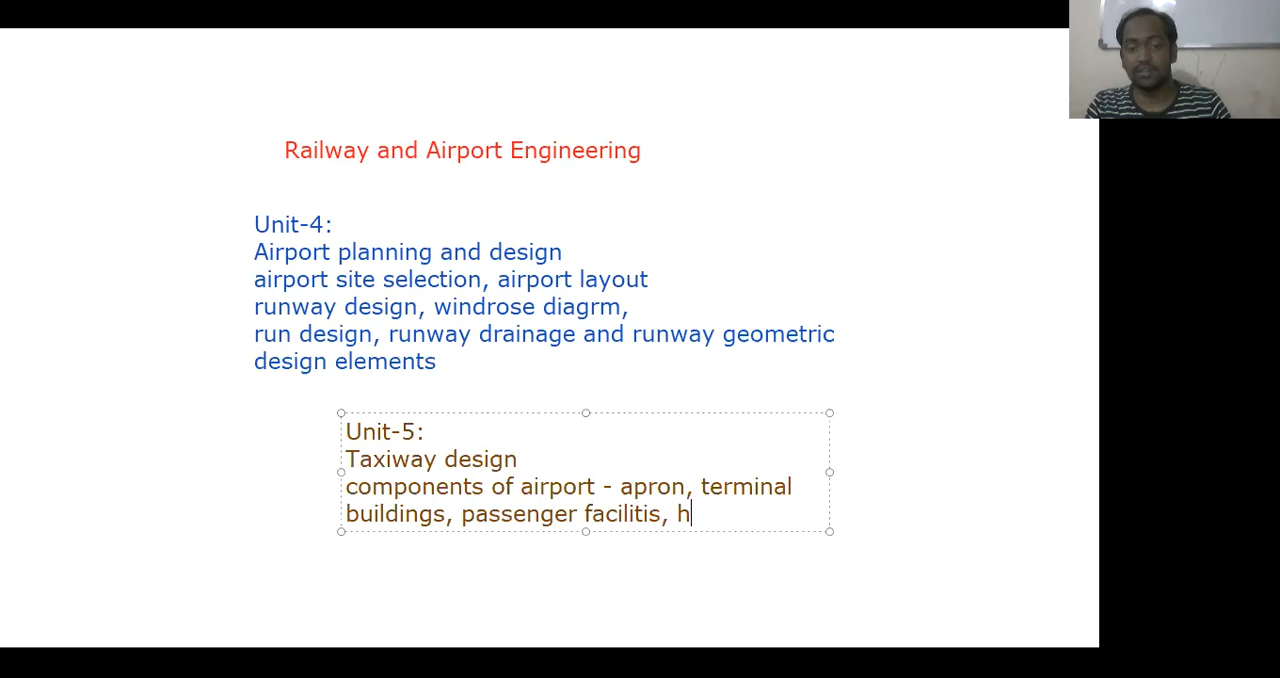 Railway and Airport Engineering
Unit-4:
Airport planning and design
airport site selection, airport layout
runway design, windrose diagrm,
run design, runway drainage and runway geometric
design elements
Unit-5:
Taxiway design
components of airport - apron, terminal
buildings, passenger facilitis, h